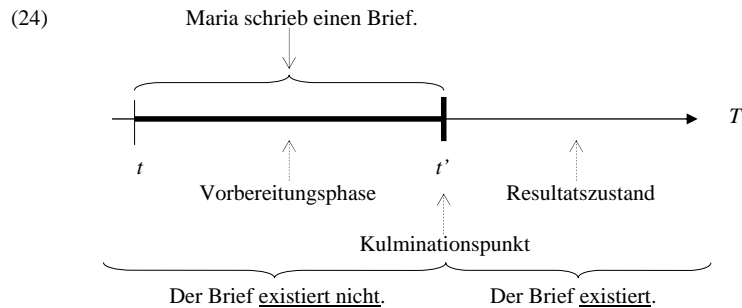 (24) Maria schrieb einen Brief.
T
t t’
Vorbereitungsphase Resultatszustand
Kulminationspunkt
Der Brief existiert nicht. Der Brief existiert.